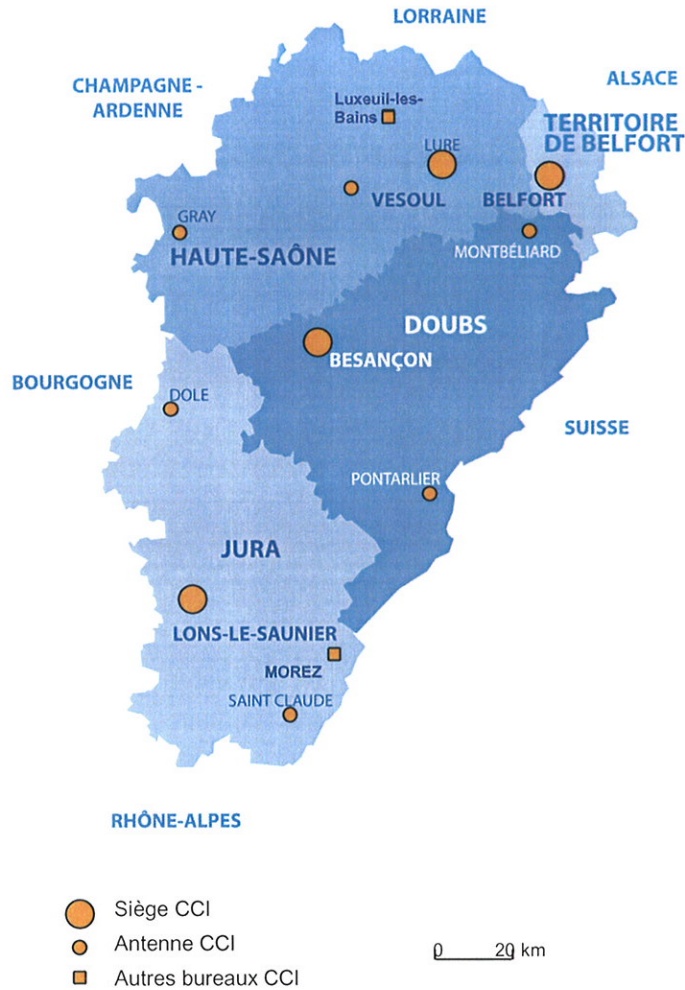 LORRAINE
CHAMPAGNE -
ARDENNE
ALSACE
Luxeuil-les-
Bains
TERRITOIRE
DE BELFORT
LURE
VESOUL
BELFORT
GRAY
HAUTE-SAÔNE
MONTBÉLIARD
DOUBS
BESANÇON
BOURGOGNE
DOLE
SUISSE
PONTARLIER
JURA
LONS-LE-SAUNIER
MOREZ
SAINT CLAUDE
RHÔNE-ALPES
Siège CCI
Antenne CCI
Autres bureaux CCI
0 20 km